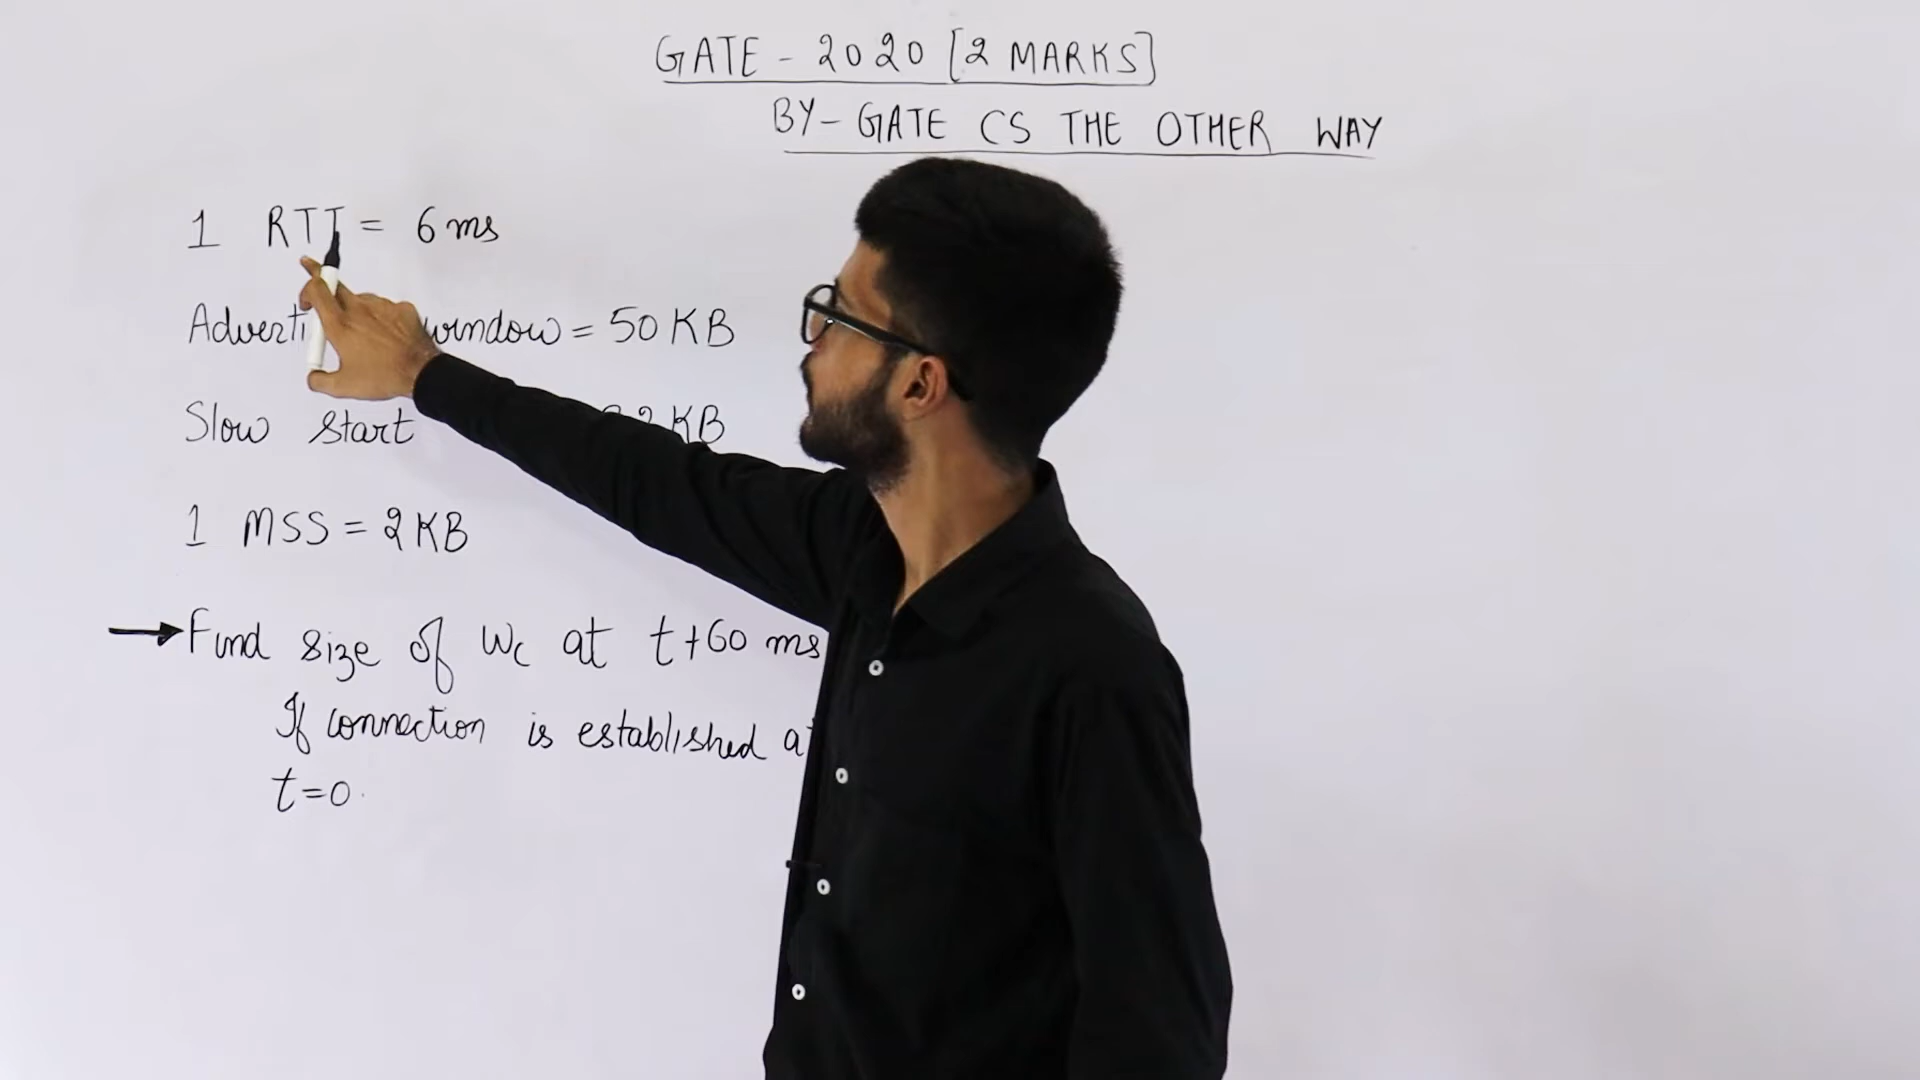 GATE - 2020 [2 MARKS]
BY- GATE CS THE OTHER WAY
1 RTT = 6 ms
window = 50 KB
Slow start KB
1 MSS = 2 KB
→ Find size of Wc at t+60 ms
If connection is established
t=0.